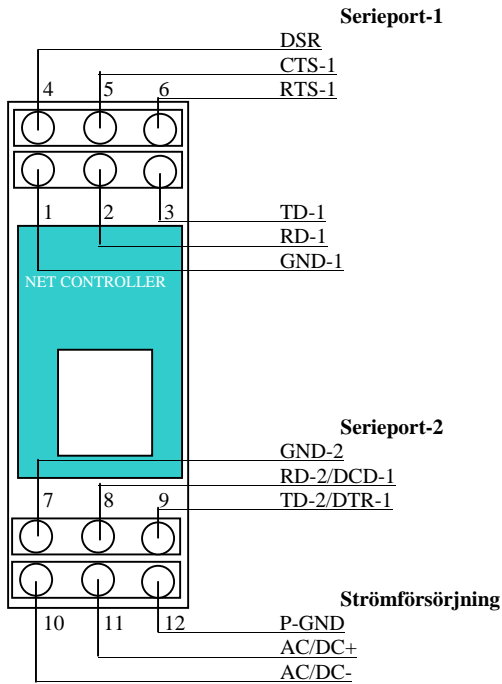 Serieport-1
DSR
CTS-1
4 5 6 RTS-1
1 2 3 TD-1
RD-1
GND-1
NET CONTROLLER
Serieport-2
GND-2
RD-2/DCD-1
7 8 9 TD-2/DTR-1
Strömförsörjning
10 11 12 P-GND
AC/DC+
AC/DC-